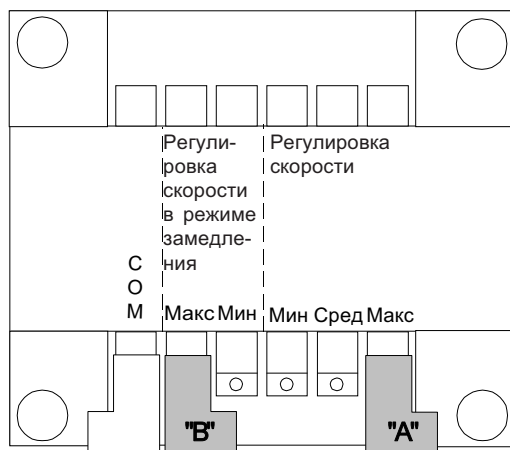 Регули-
ровка
скорости
в режиме
замедле-
ния
Регулировка
скорости
С
О
М
Макс Мин
Мин Сред Макс
"B"
"A"